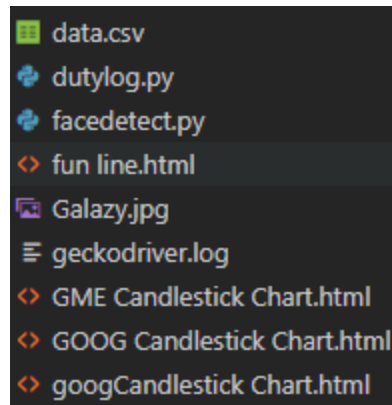 data.csv
dutylog.py
facedetect.py
fun line.html
Galazy.jpg
geckodriver.log
GME Candlestick Chart.html
GOOG Candlestick Chart.html
googCandlestick Chart.html